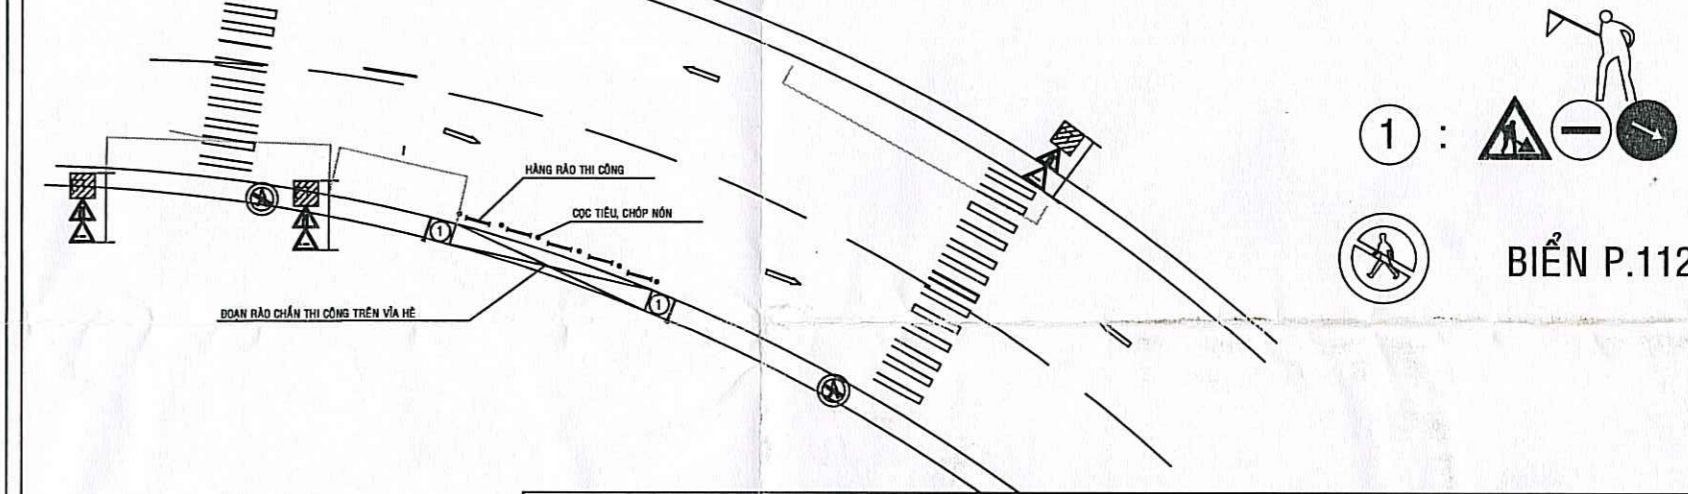 HÀNG RÀO THI CÔNG
CỌC TIÊU, CHÓP NÓN
1
1
ĐOẠN RÀO CHẮN THI CÔNG TRÊN VỈA HÈ
1 :
BIỂN P.112